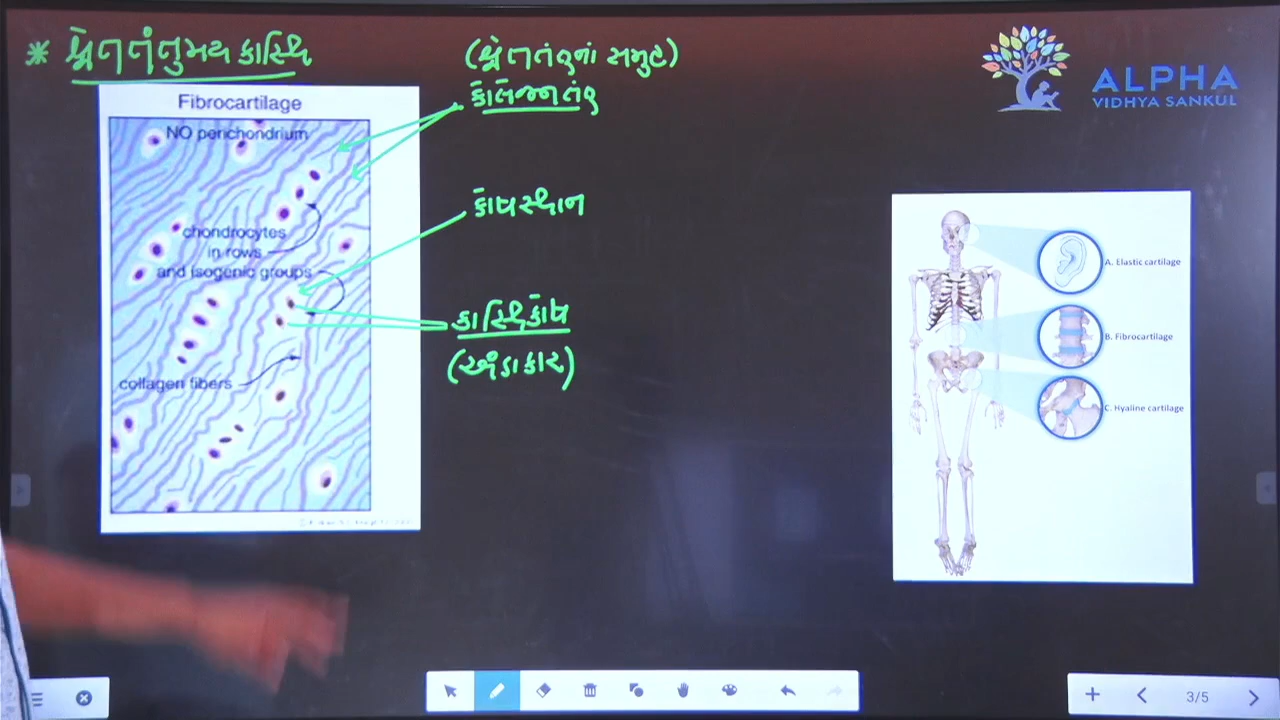 * શ્વેતતંતુમય કાસ્થિ
(શ્વેતતંતુનાં સમુહ)
કોલેજનતંતુ
કોષસ્થાન
કાસ્થિકોષ
(અંડાકાર)
Fibrocartilage
NO perichondrium
chondrocytes
in rows
and isogenic groups
collagen fibers
ALPHA
VIDHYA SANKUL
A. Elastic cartilage
B. Fibrocartilage
C. Hyaline cartilage
3/5